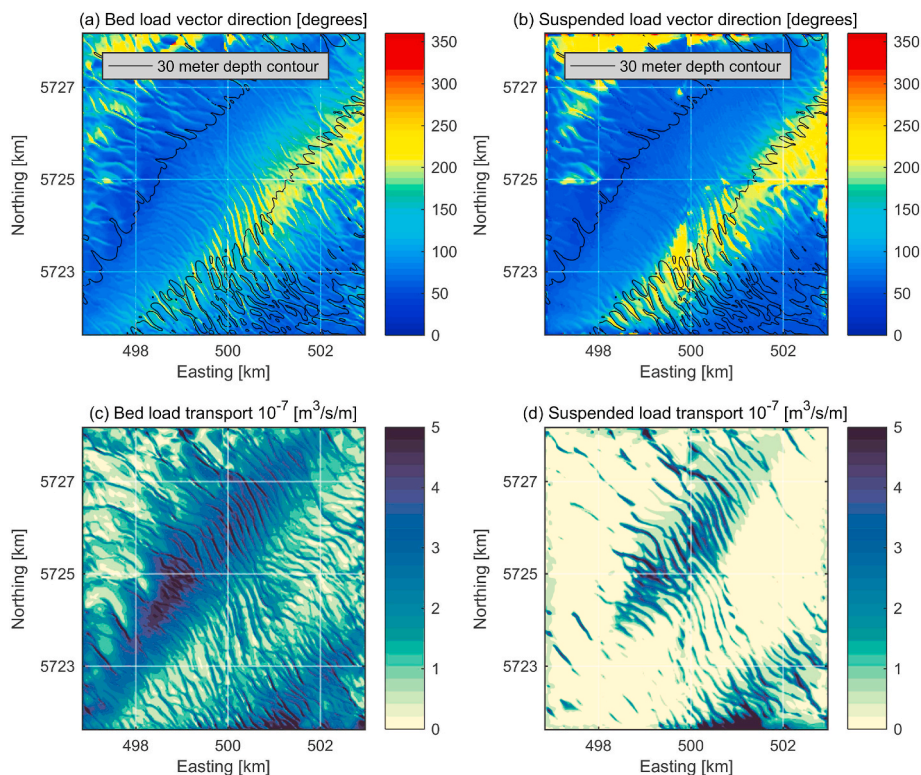 (a) Bed load vector direction [degrees]
30 meter depth contour
5727
5725
5723
Northing [km]
498 500 502
Easting [km]
350
300
250
200
150
100
50
0
(b) Suspended load vector direction [degrees]
30 meter depth contour
5727
5725
5723
Northing [km]
498 500 502
Easting [km]
350
300
250
200
150
100
50
0
(c) Bed load transport 10⁻⁷ [m³/s/m]
5727
5725
5723
Northing [km]
498 500 502
Easting [km]
5
4
3
2
1
0
(d) Suspended load transport 10⁻⁷ [m³/s/m]
5727
5725
5723
Northing [km]
498 500 502
Easting [km]
5
4
3
2
1
0